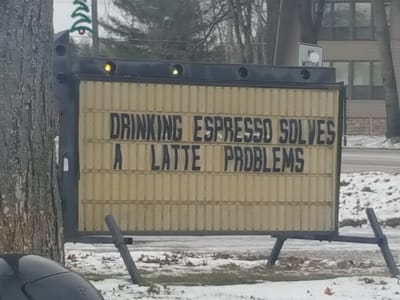 DRINKING ESPRESSO SOLVES
A LATTE PROBLEMS